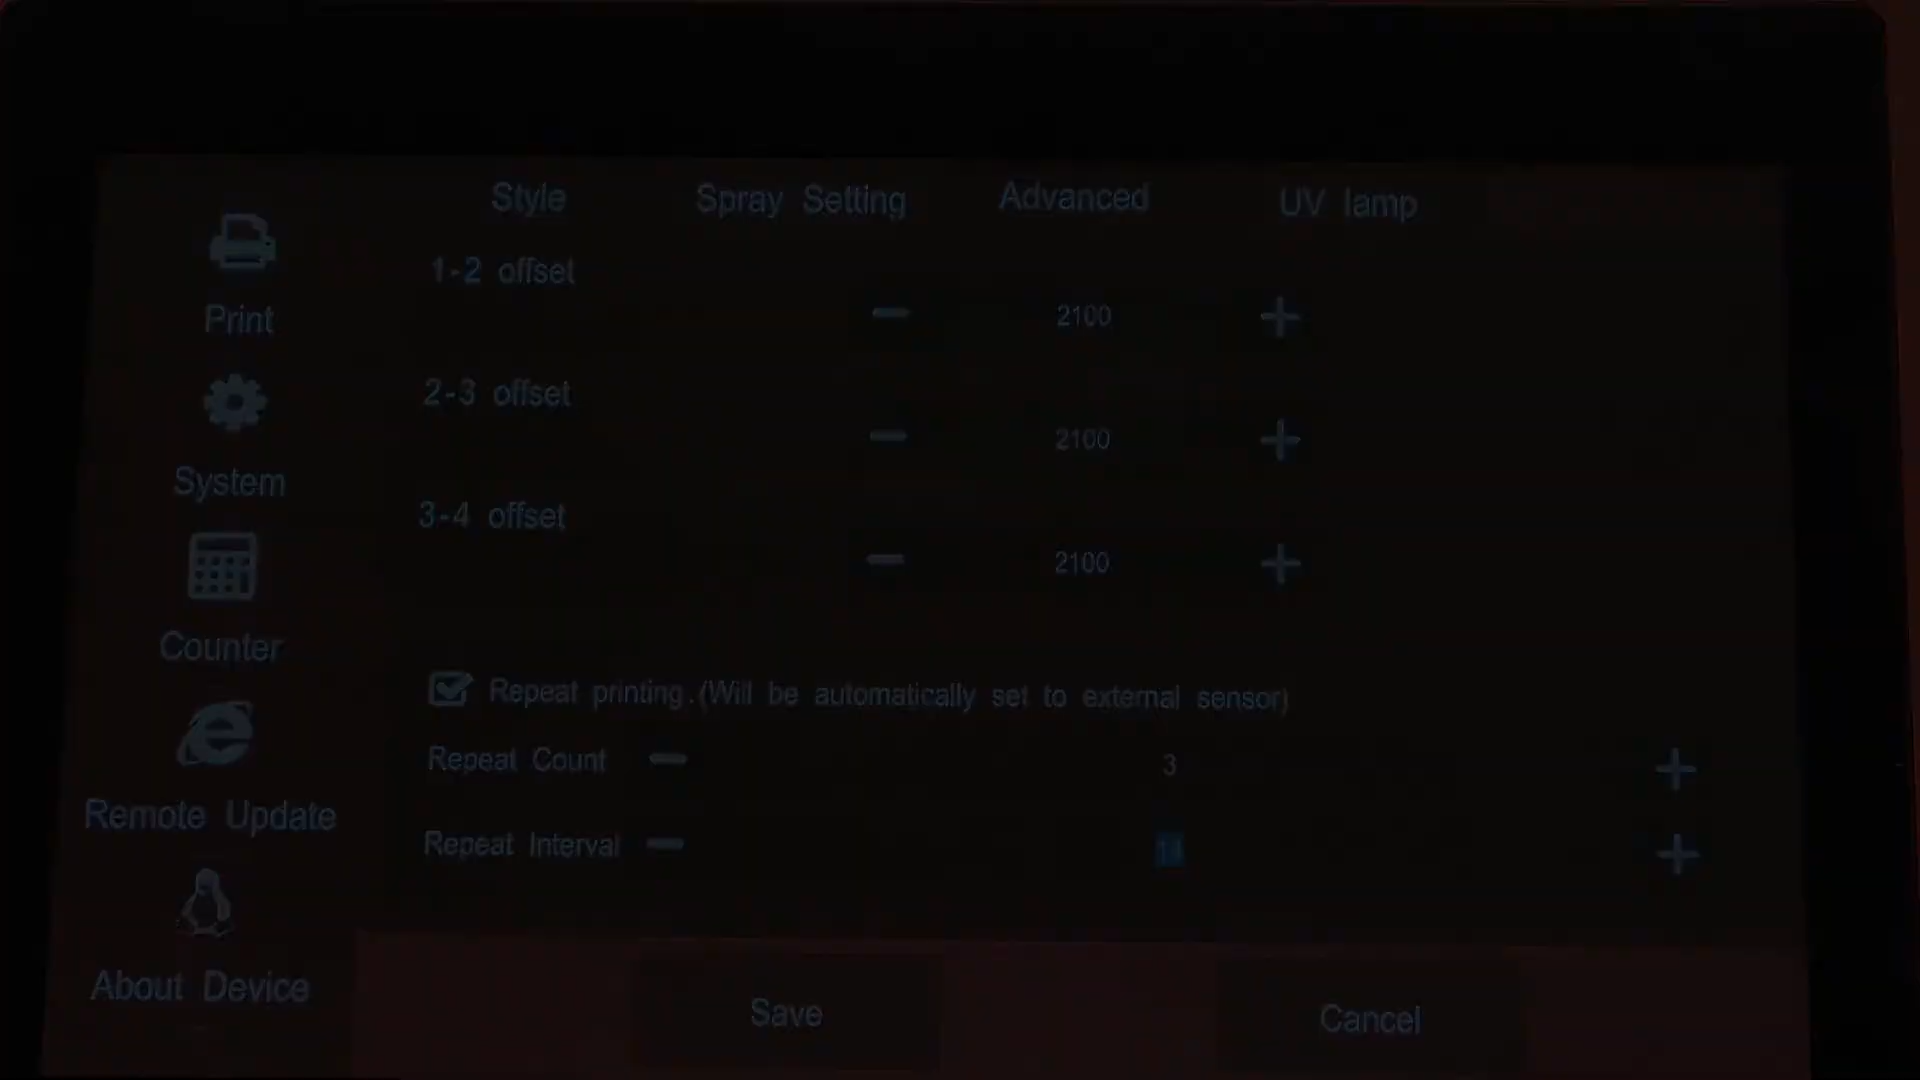 Style Spray Setting Advanced UV lamp
Print
System
Counter
Remote Update
About Device
1-2 offset
2100
2-3 offset
2100
3-4 offset
2100
Repeat printing.(Will be automatically set to external sensor)
Repeat Count 3
Repeat Interval
Save Cancel